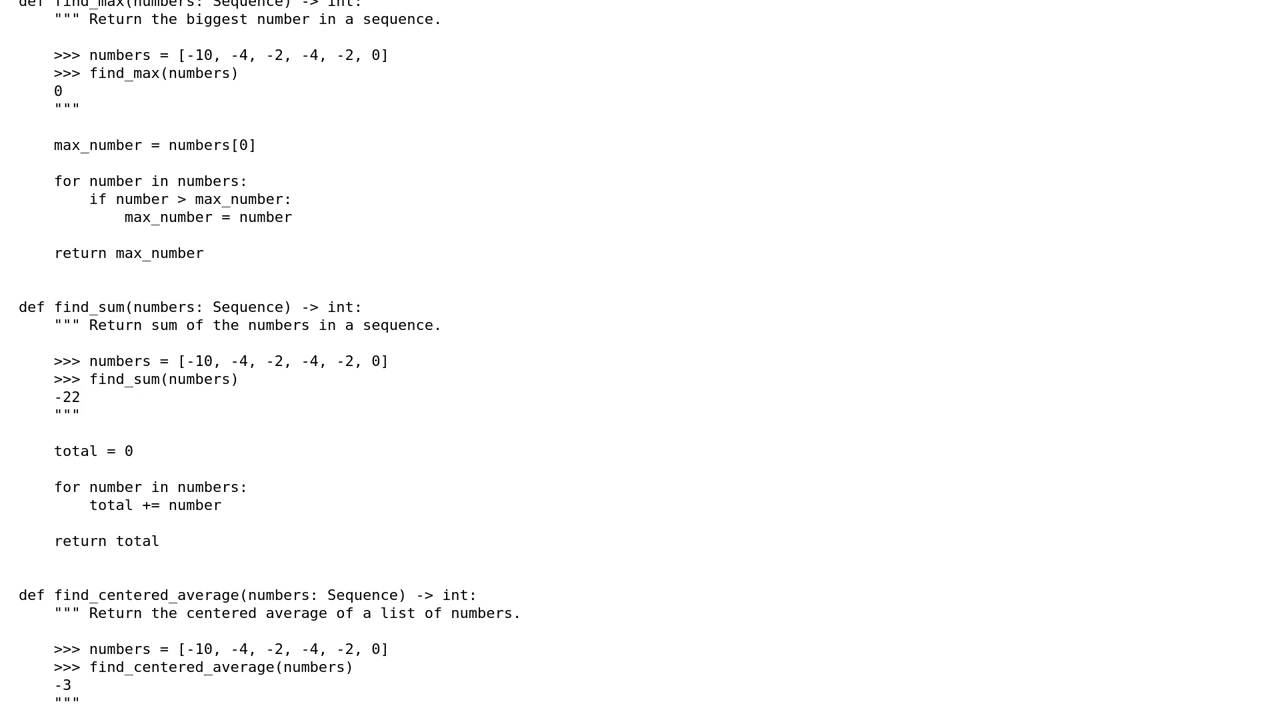 def find_max(numbers: Sequence) -> int:
    """ Return the biggest number in a sequence.

    >>> numbers = [-10, -4, -2, -4, -2, 0]
    >>> find_max(numbers)
    0
    """

    max_number = numbers[0]

    for number in numbers:
        if number > max_number:
            max_number = number

    return max_number


def find_sum(numbers: Sequence) -> int:
    """ Return sum of the numbers in a sequence.

    >>> numbers = [-10, -4, -2, -4, -2, 0]
    >>> find_sum(numbers)
    -22
    """

    total = 0

    for number in numbers:
        total += number

    return total


def find_centered_average(numbers: Sequence) -> int:
    """ Return the centered average of a list of numbers.

    >>> numbers = [-10, -4, -2, -4, -2, 0]
    >>> find_centered_average(numbers)
    -3
    """